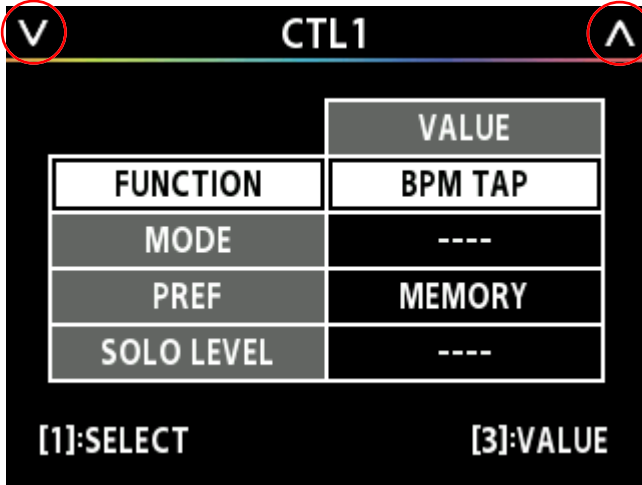 ∨ CTL1 ∧
VALUE
FUNCTION BPM TAP
MODE ----
PREF MEMORY
SOLO LEVEL ----
[1]:SELECT [3]:VALUE